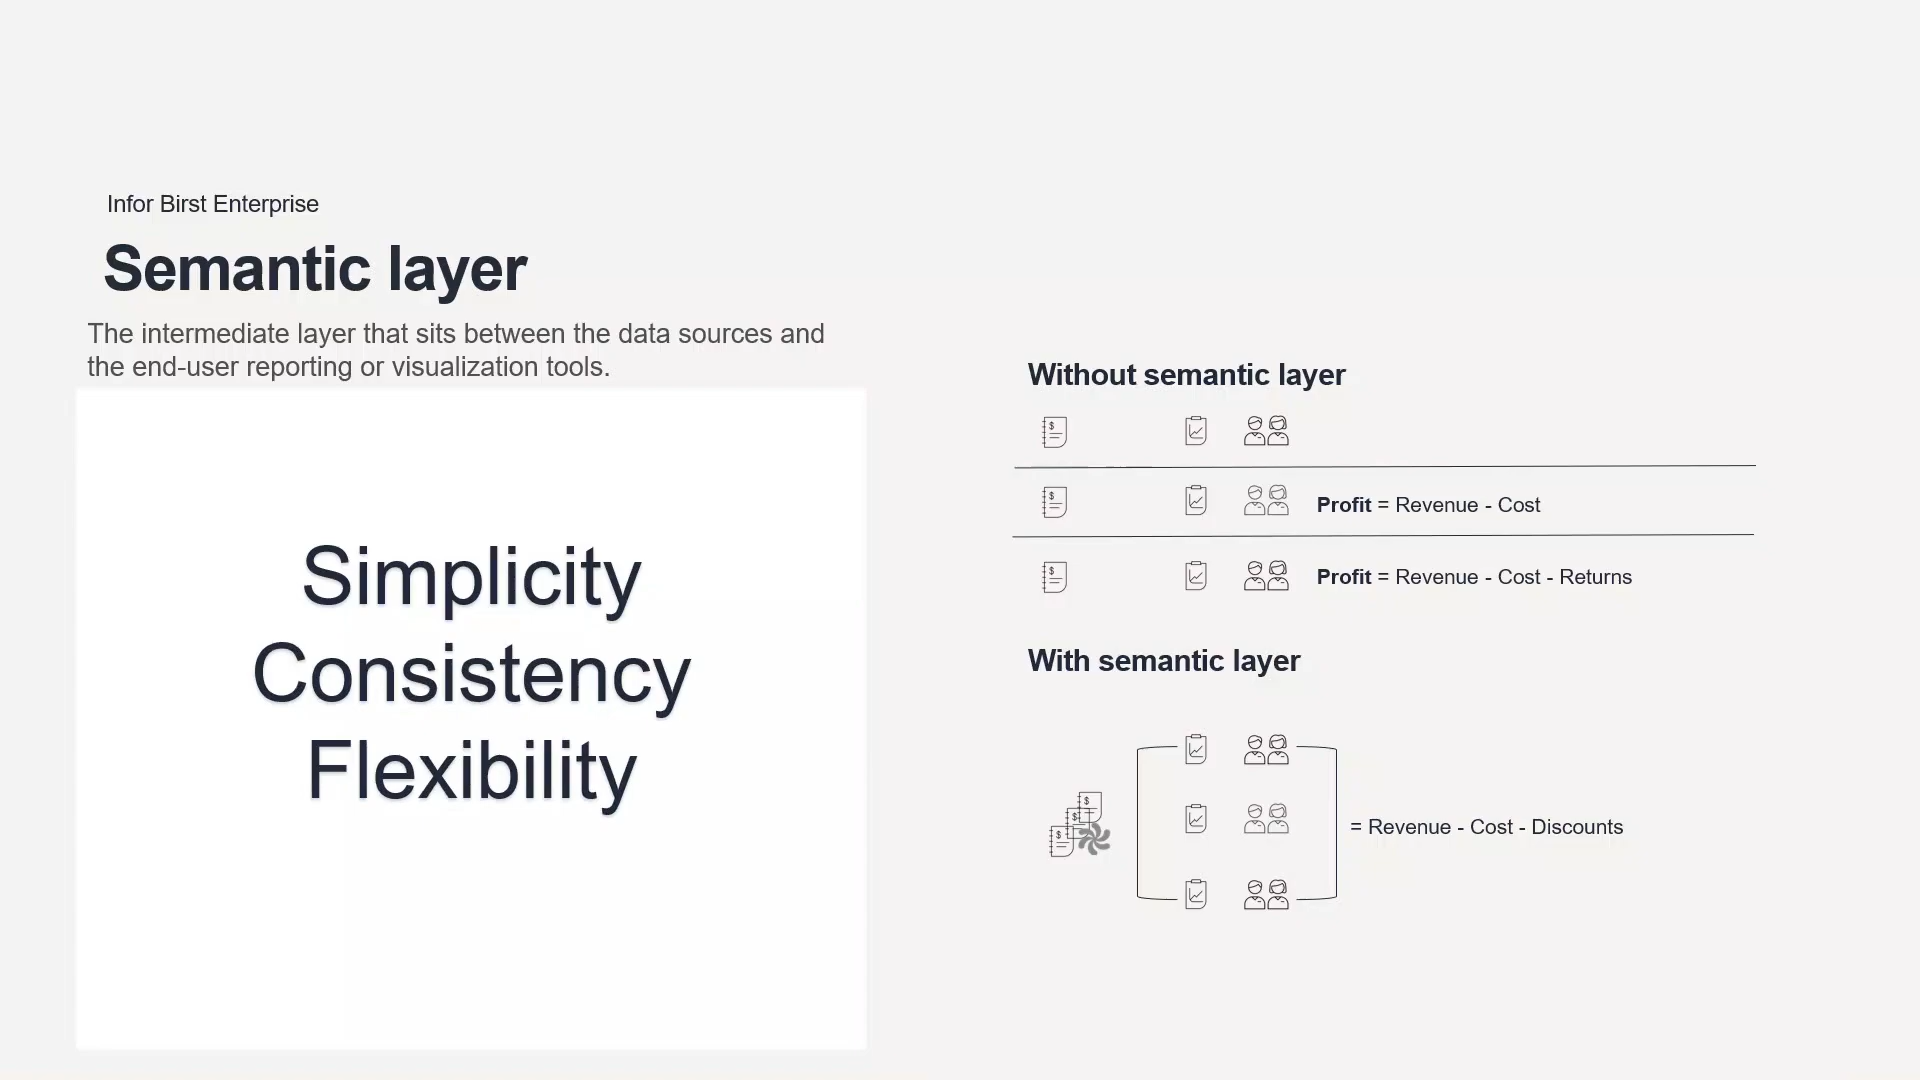 Infor Birst Enterprise
Semantic layer
The intermediate layer that sits between the data sources and
the end-user reporting or visualization tools.
Simplicity
Consistency
Flexibility
Without semantic layer
$
$
Profit = Revenue - Cost
$
Profit = Revenue - Cost - Returns
With semantic layer
$
$
$
= Revenue - Cost - Discounts